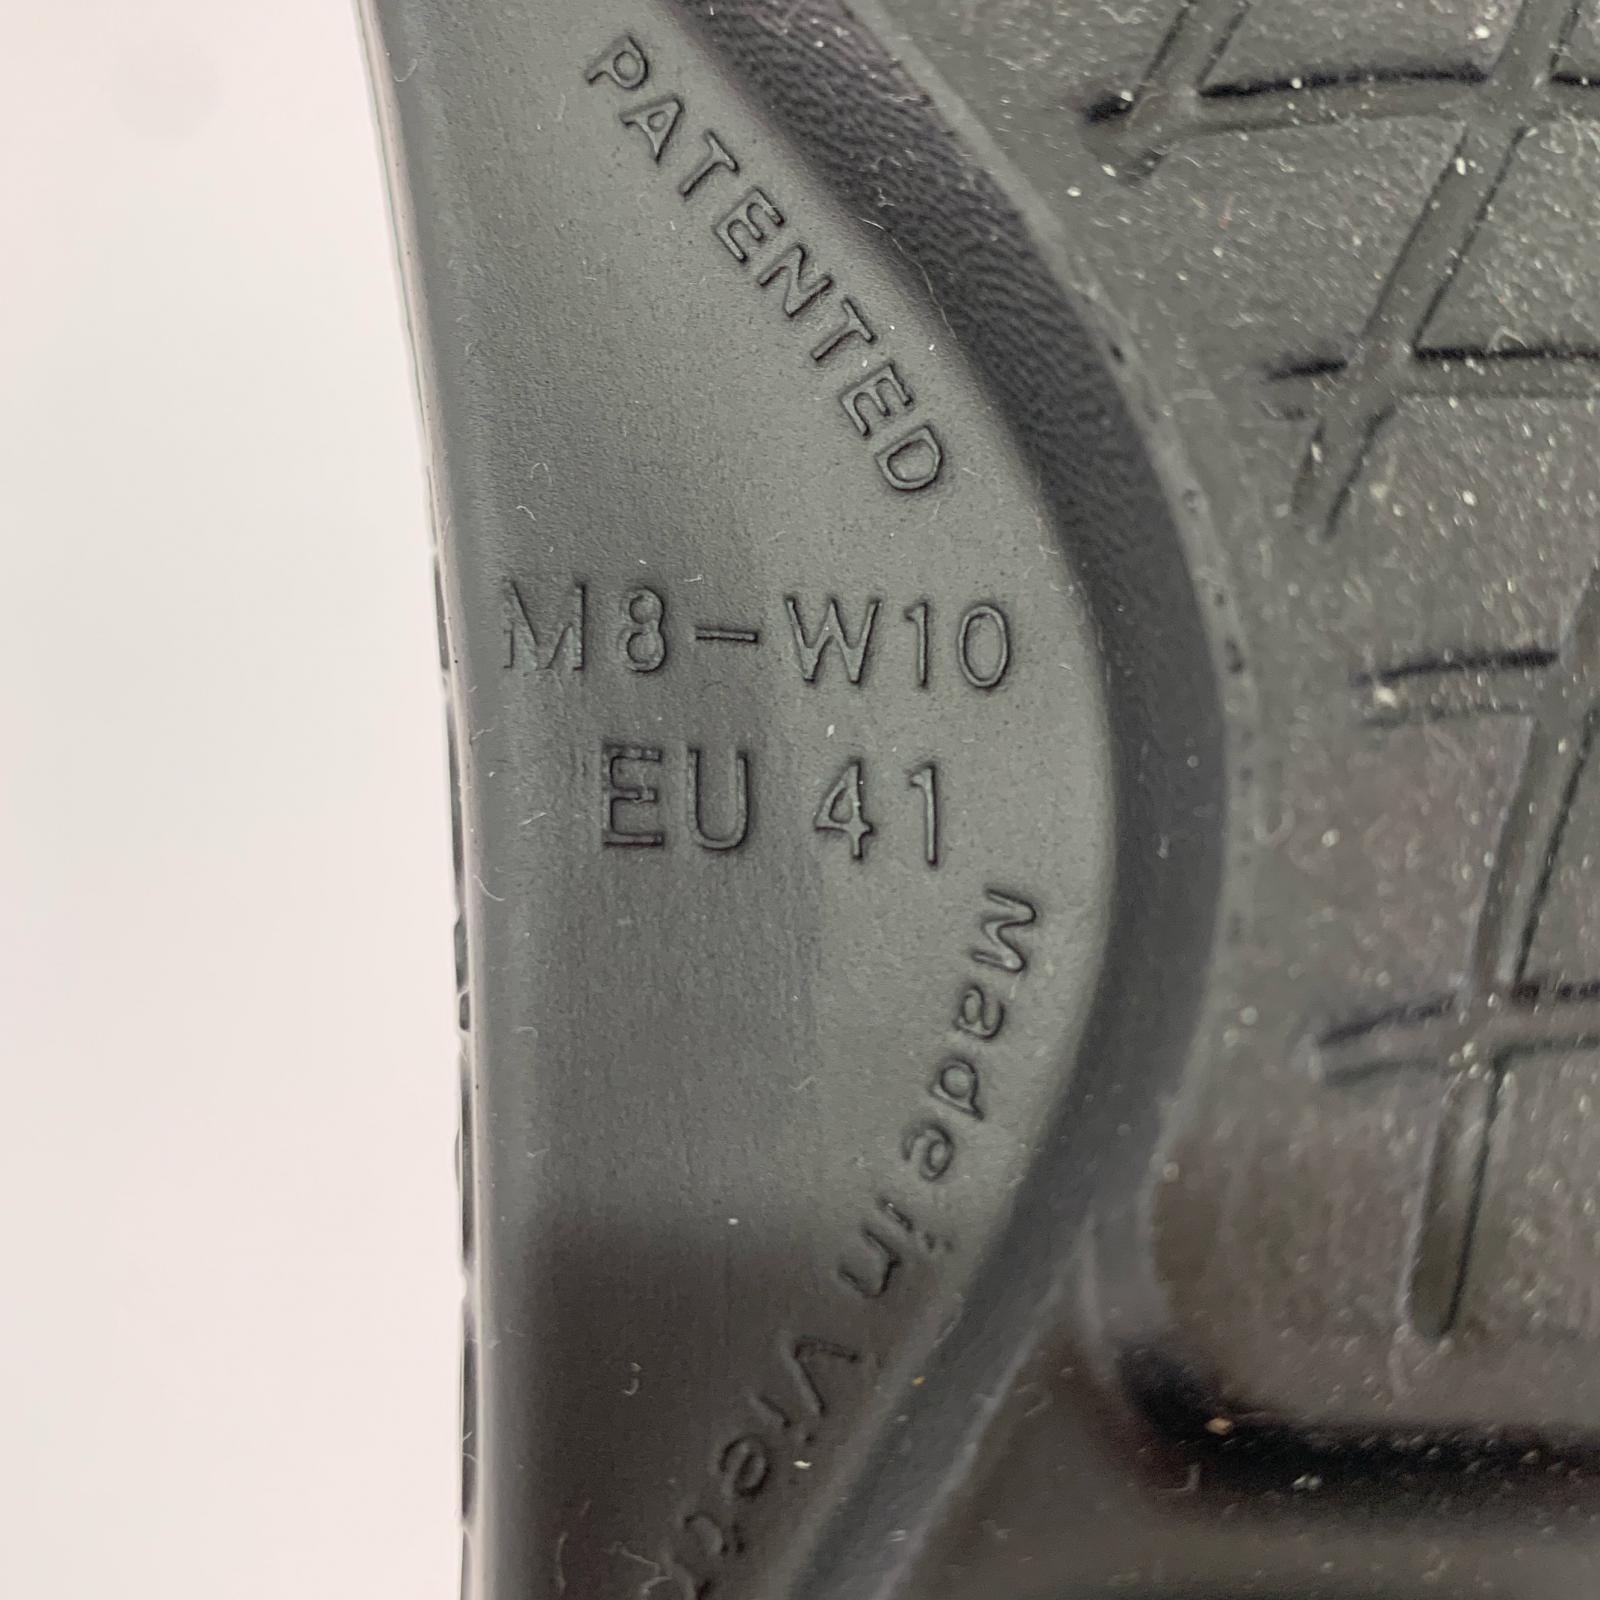 PATENTED
M8-W10
EU 41
Made in